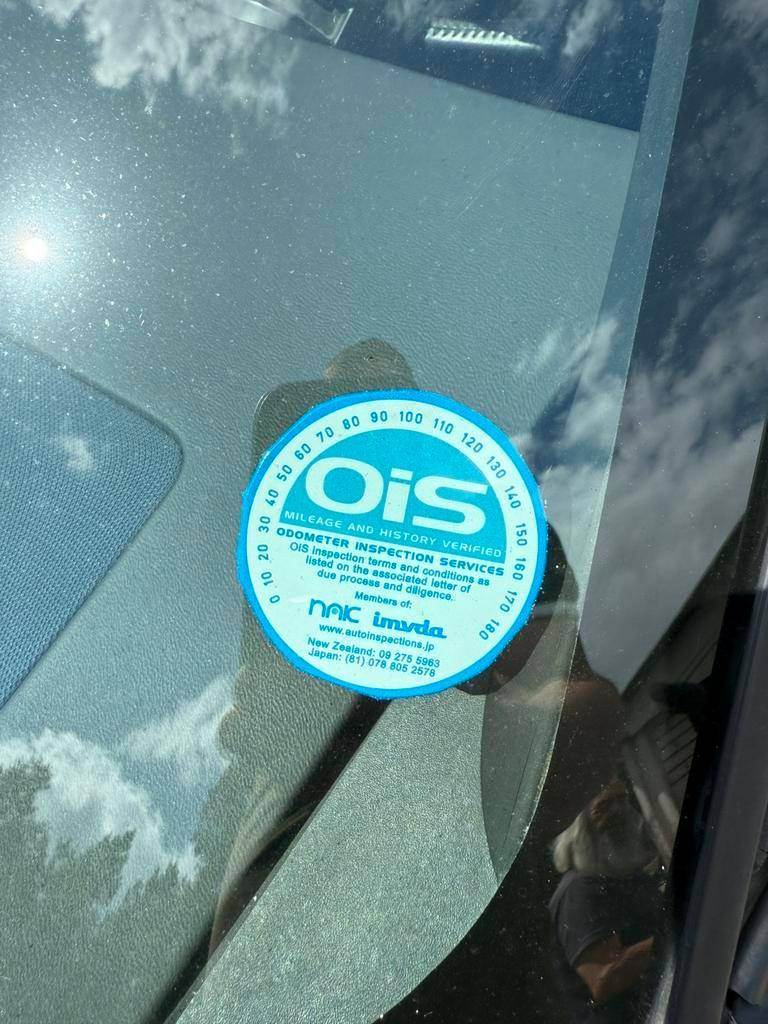 0 10 20 30 40 50 60 70 80 90 100 110 120 130 140 150 160 170 180
OiS
MILEAGE AND HISTORY VERIFIED
ODOMETER INSPECTION SERVICES
OiS inspection terms and conditions as
listed on the associated letter of
due process and diligence.
Members of:
NAIC imvda
www.autoinspections.jp
New Zealand: 09 275 5963
Japan: (81) 078 805 2578